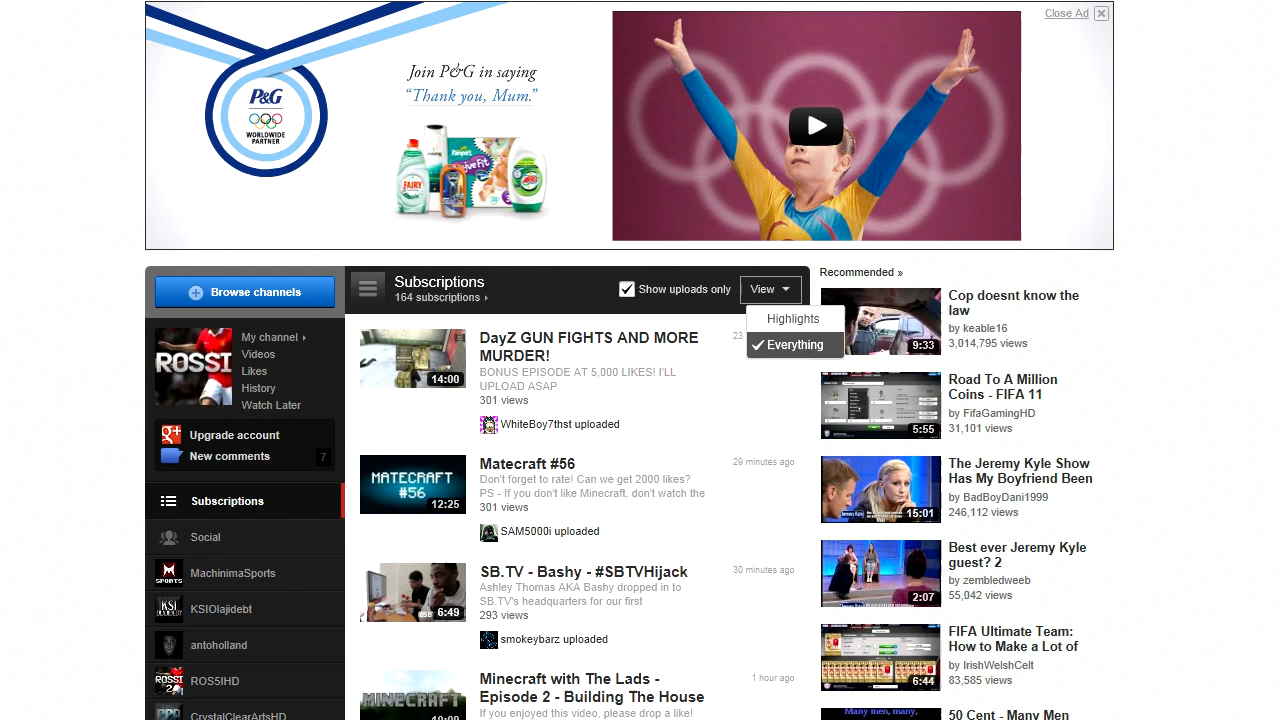 Close Ad
P&G
WORLDWIDE
PARTNER
Join P&G in saying
“Thank you, Mum.”
FAIRY
Pampers
Browse channels
Subscriptions
164 subscriptions ›
Show uploads only
View
Highlights
Everything
Recommended »
My channel ›
Videos
Likes
History
Watch Later
ROSSI
Upgrade account
New comments 7
Subscriptions
Social
MachinimaSports
KSIOlajidebt
antoholland
ROS5IHD
CrystalClearArtsHD
14:00
DayZ GUN FIGHTS AND MORE
MURDER!
23
BONUS EPISODE AT 5,000 LIKES! I'LL
UPLOAD ASAP
301 views
WhiteBoy7thst uploaded
MATECRAFT
#56
12:25
Matecraft #56
29 minutes ago
Don't forget to rate! Can we get 2000 likes?
PS - If you don't like Minecraft, don't watch the
301 views
SAM5000i uploaded
6:49
SB.TV - Bashy - #SBTVHijack
30 minutes ago
Ashley Thomas AKA Bashy dropped in to
SB.TV's headquarters for our first
293 views
smokeybarz uploaded
MINECRAFT
Minecraft with The Lads -
Episode 2 - Building The House
1 hour ago
If you enjoyed this video, please drop a like!
9:33
Cop doesnt know the
law
by keable16
3,014,795 views
5:55
Road To A Million
Coins - FIFA 11
by FifaGamingHD
31,101 views
15:01
The Jeremy Kyle Show
Has My Boyfriend Been
by BadBoyDani1999
246,112 views
2:07
Best ever Jeremy Kyle
guest? 2
by zembledweeb
55,042 views
6:44
FIFA Ultimate Team:
How to Make a Lot of
by IrishWelshCelt
83,585 views
Many men, many,
50 Cent - Many Men